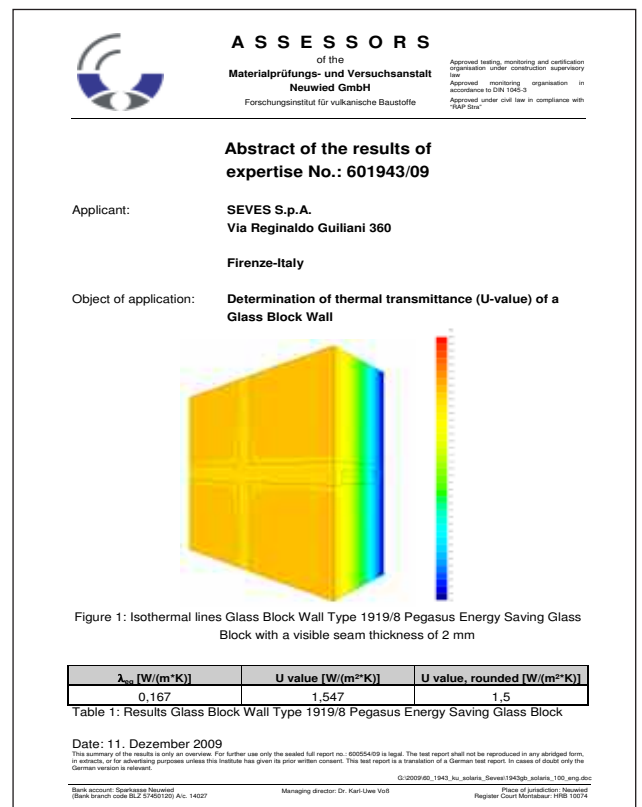 A S S E S S O R S
of the
Materialprüfungs- und Versuchsanstalt
Neuwied GmbH
Forschungsinstitut für vulkanische Baustoffe
Approved testing, monitoring and certification
organisation under construction supervisory
law
Approved monitoring organisation in
accordance to DIN 1045-3
Approved under civil law in compliance with
"RAP Stra"
Abstract of the results of
expertise No.: 601943/09
Applicant: SEVES S.p.A.
Via Reginaldo Guiliani 360
Firenze-Italy
Object of application: Determination of thermal transmittance (U-value) of a
Glass Block Wall
Figure 1: Isothermal lines Glass Block Wall Type 1919/8 Pegasus Energy Saving Glass
Block with a visible seam thickness of 2 mm
λeq [W/(m*K)] U value [W/(m²*K)] U value, rounded [W/(m²*K)]
0,167 1,547 1,5
Table 1: Results Glass Block Wall Type 1919/8 Pegasus Energy Saving Glass Block
Date: 11. Dezember 2009
This summary of the results is only an overview. For further use only the sealed full report no.: 600554/09 is legal. The test report shall not be reproduced in any abridged form,
in extracts, or for advertising purposes unless this Institute has given its prior written consent. This test report is a translation of a German test report. In cases of doubt only the
German version is relevant.
G:\2009\60_1943_ku_solaris_Seves\1943gb_solaris_100_eng.doc
Bank account: Sparkasse Neuwied Managing director: Dr. Karl-Uwe Voß Place of jurisdiction: Neuwied
(Bank branch code BLZ 57450120) A/c. 14027 Register Court Montabaur: HRB 10074